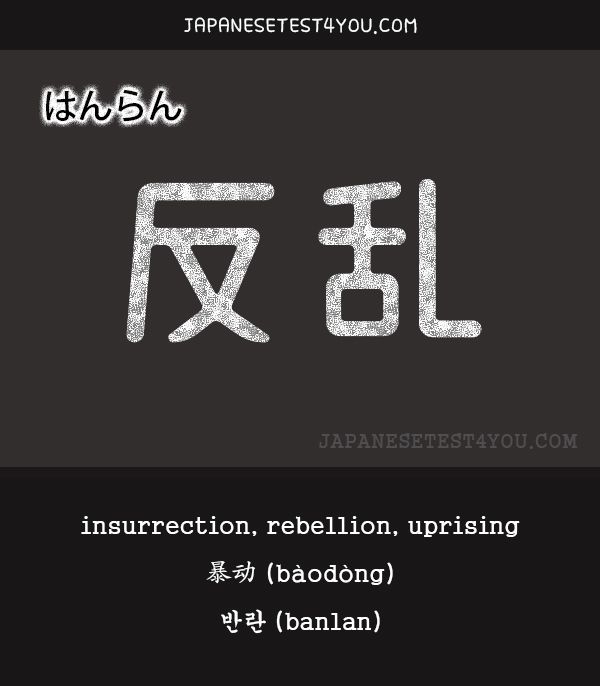 JAPANESETEST4YOU.COM
はんらん
反乱
JAPANESETEST4YOU.COM
insurrection, rebellion, uprising
暴动 (bàodòng)
반란 (banlan)